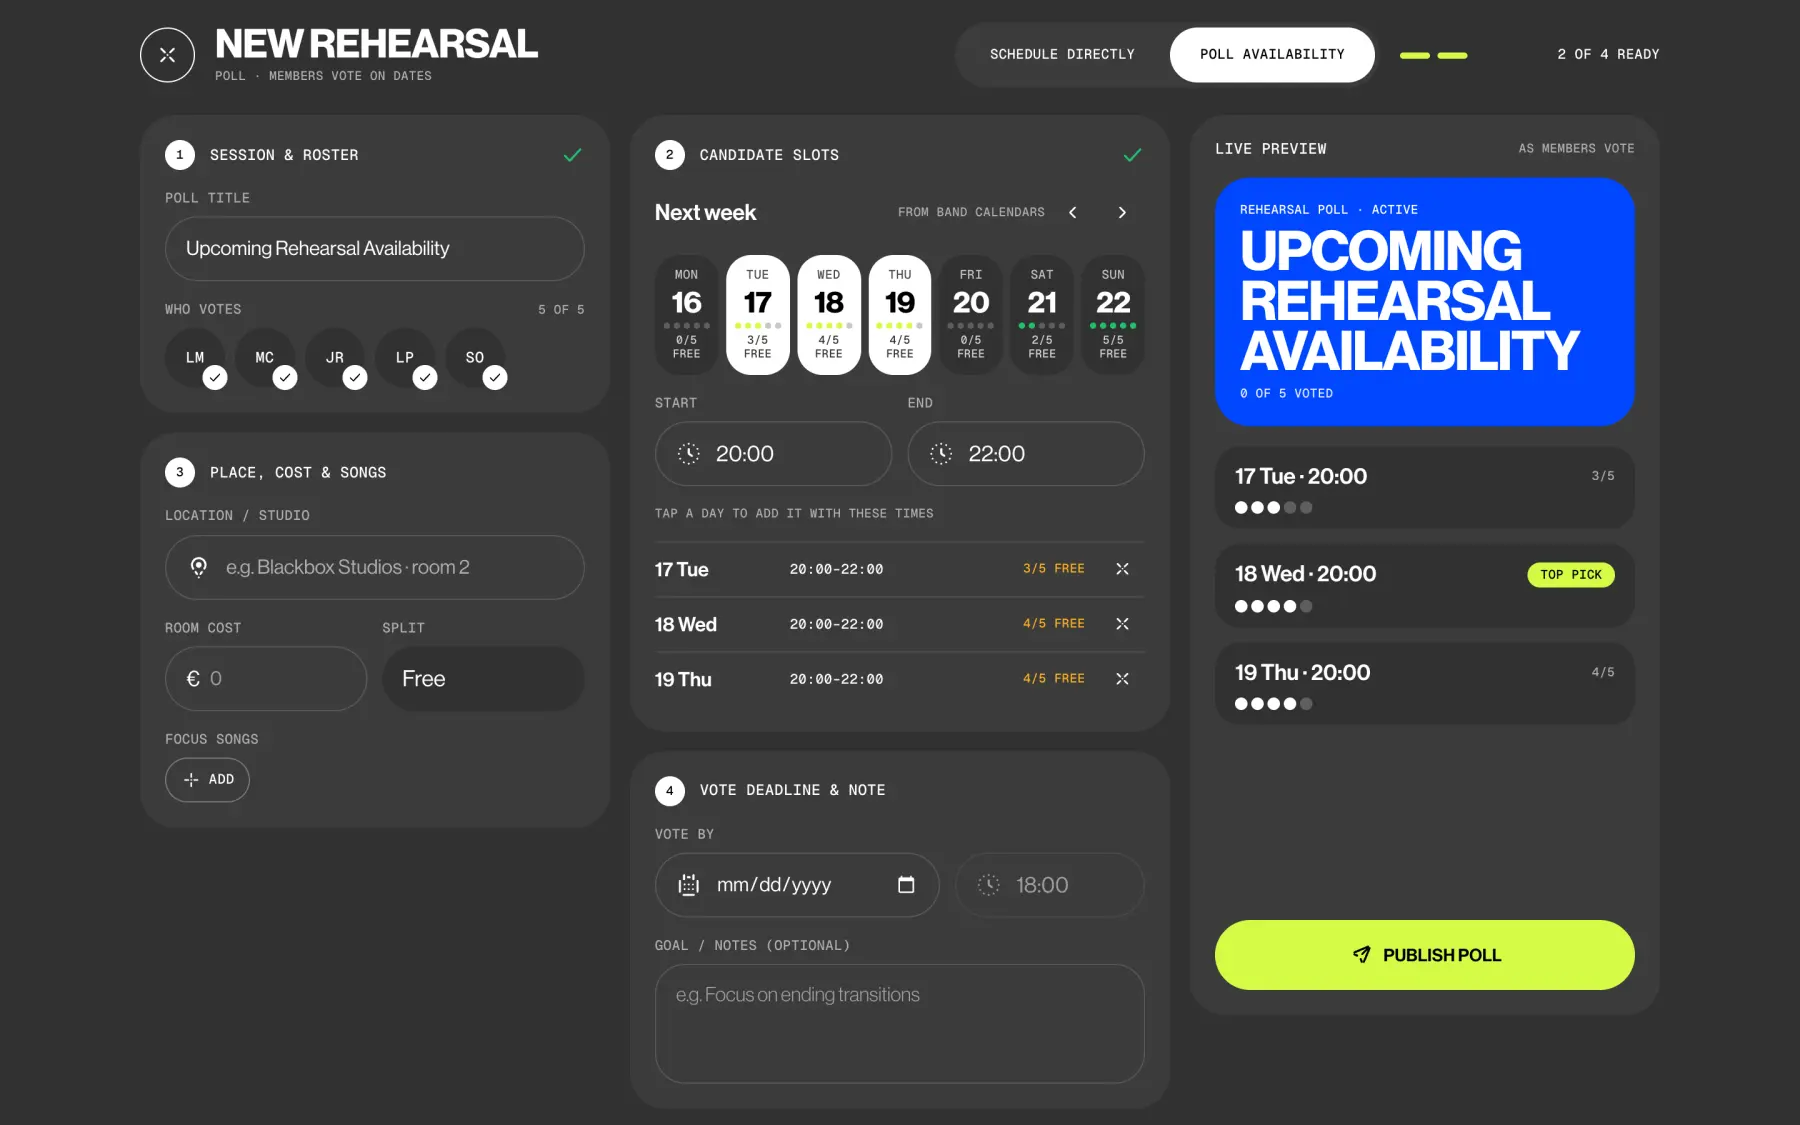 NEW REHEARSAL
POLL · MEMBERS VOTE ON DATES
SCHEDULE DIRECTLY
POLL AVAILABILITY
2 OF 4 READY
1 SESSION & ROSTER
POLL TITLE
Upcoming Rehearsal Availability
WHO VOTES 5 OF 5
LM MC JR LP SO
3 PLACE, COST & SONGS
LOCATION / STUDIO
e.g. Blackbox Studios · room 2
ROOM COST SPLIT
€ 0 Free
FOCUS SONGS
ADD
2 CANDIDATE SLOTS
Next week FROM BAND CALENDARS
MON TUE WED THU FRI SAT SUN
16 17 18 19 20 21 22
0/5 3/5 4/5 4/5 0/5 2/5 5/5
FREE FREE FREE FREE FREE FREE FREE
START END
20:00 22:00
TAP A DAY TO ADD IT WITH THESE TIMES
17 Tue 20:00–22:00 3/5 FREE
18 Wed 20:00–22:00 4/5 FREE
19 Thu 20:00–22:00 4/5 FREE
4 VOTE DEADLINE & NOTE
VOTE BY
mm/dd/yyyy 18:00
GOAL / NOTES (OPTIONAL)
e.g. Focus on ending transitions
LIVE PREVIEW AS MEMBERS VOTE
REHEARSAL POLL · ACTIVE
UPCOMING
REHEARSAL
AVAILABILITY
0 OF 5 VOTED
17 Tue · 20:00 3/5
18 Wed · 20:00 TOP PICK
19 Thu · 20:00 4/5
PUBLISH POLL